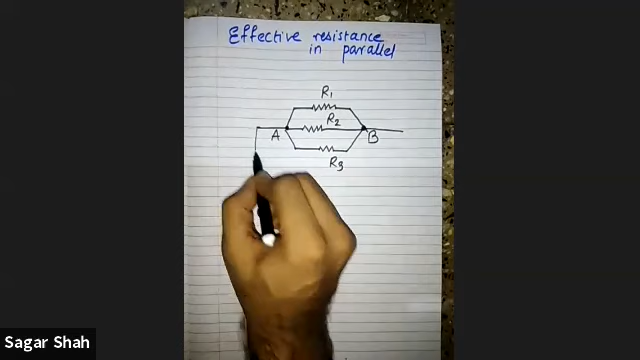 Effective resistance
in parallel
R1
R2
A
B
R3
Sagar Shah